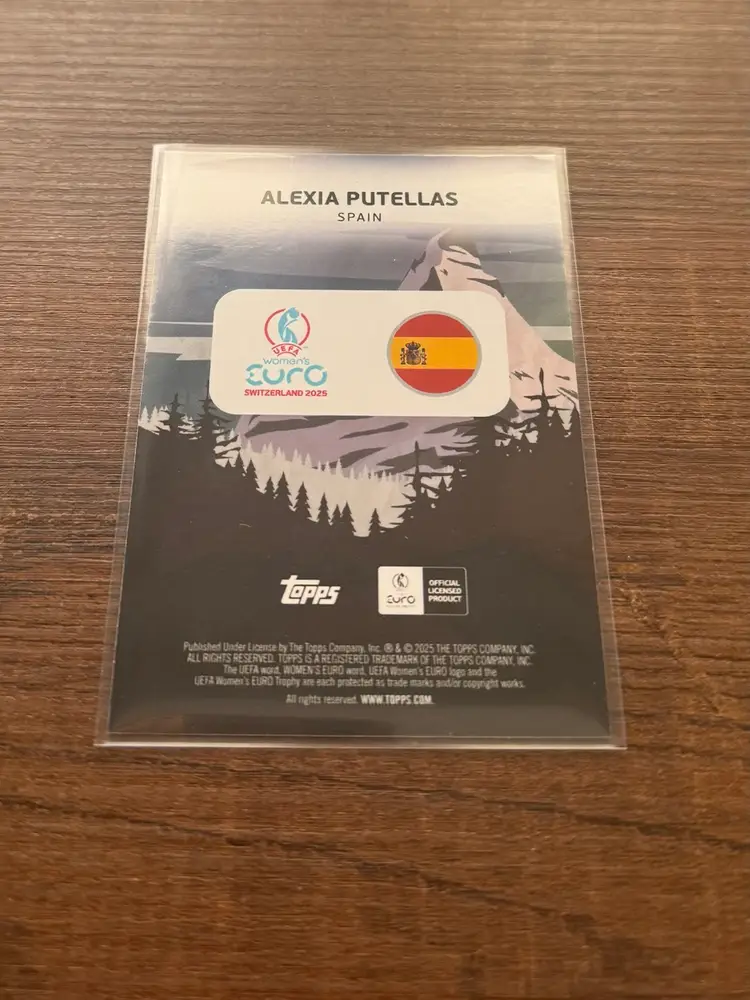 ALEXIA PUTELLAS
SPAIN
UEFA
WOMEN'S
EURO
SWITZERLAND 2025
Topps
EURO
OFFICIAL
LICENSED
PRODUCT
Published Under License by The Topps Company, Inc. ® & © 2025 THE TOPPS COMPANY, INC.
ALL RIGHTS RESERVED. TOPPS IS A REGISTERED TRADEMARK OF THE TOPPS COMPANY, INC.
The UEFA word, WOMEN'S EURO word, UEFA Women's EURO logo and the
UEFA Women's EURO Trophy are each protected as trade marks and/or copyright works.
All rights reserved. WWW.TOPPS.COM.